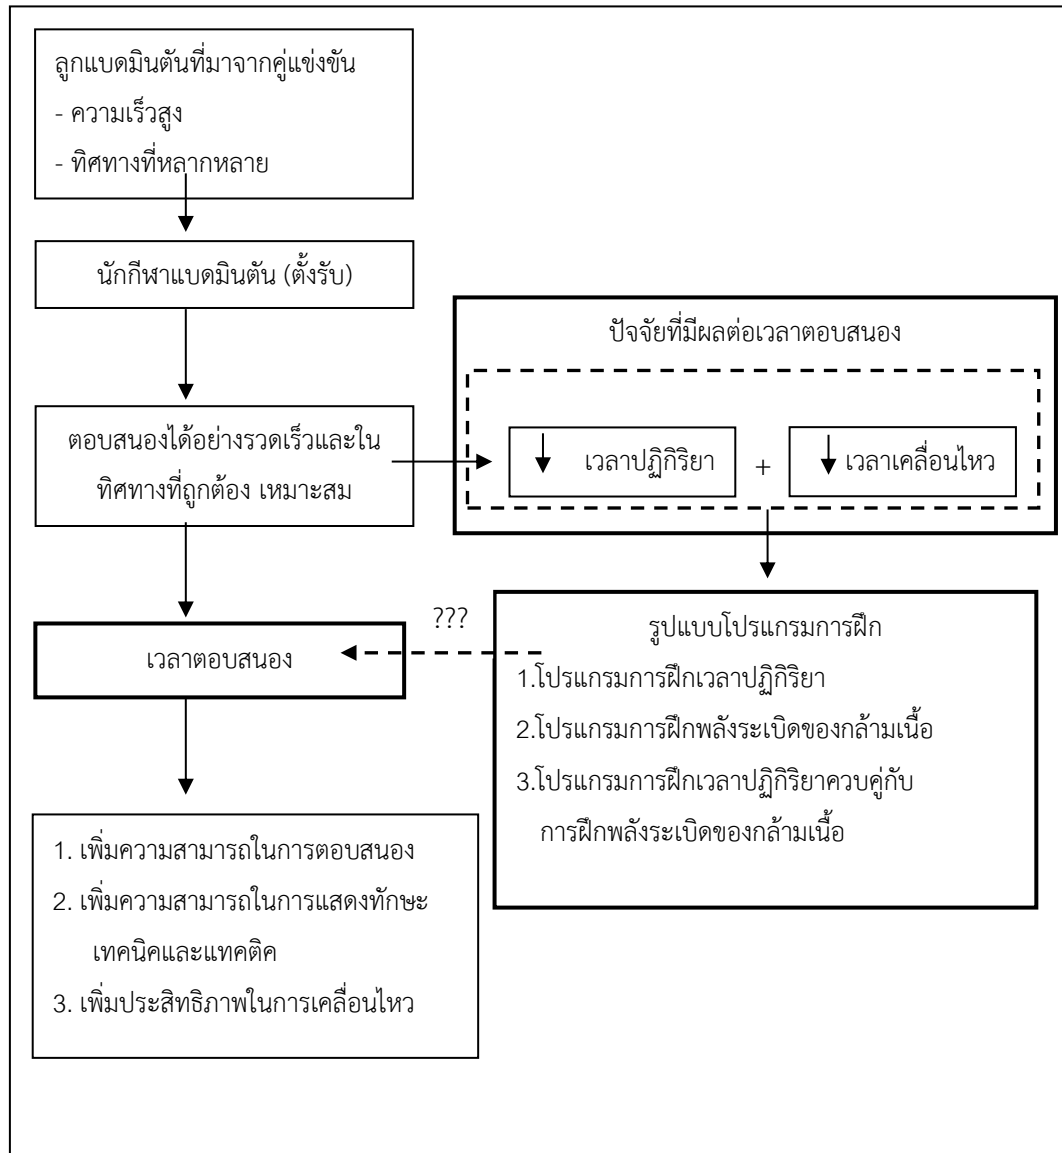 ลูกแบดมินตันที่มาจากคู่แข่งขัน
- ความเร็วสูง
- ทิศทางที่หลากหลาย
นักกีฬาแบดมินตัน (ตั้งรับ)
ตอบสนองได้อย่างรวดเร็วและใน
ทิศทางที่ถูกต้อง เหมาะสม
ปัจจัยที่มีผลต่อเวลาตอบสนอง
เวลาปฏิกิริยา
+
เวลาเคลื่อนไหว
???
เวลาตอบสนอง
รูปแบบโปรแกรมการฝึก
1.โปรแกรมการฝึกเวลาปฏิกิริยา
2.โปรแกรมการฝึกพลังระเบิดของกล้ามเนื้อ
3.โปรแกรมการฝึกเวลาปฏิกิริยาควบคู่กับ
การฝึกพลังระเบิดของกล้ามเนื้อ
1. เพิ่มความสามารถในการตอบสนอง
2. เพิ่มความสามารถในการแสดงทักษะ
เทคนิคและแทคติค
3. เพิ่มประสิทธิภาพในการเคลื่อนไหว